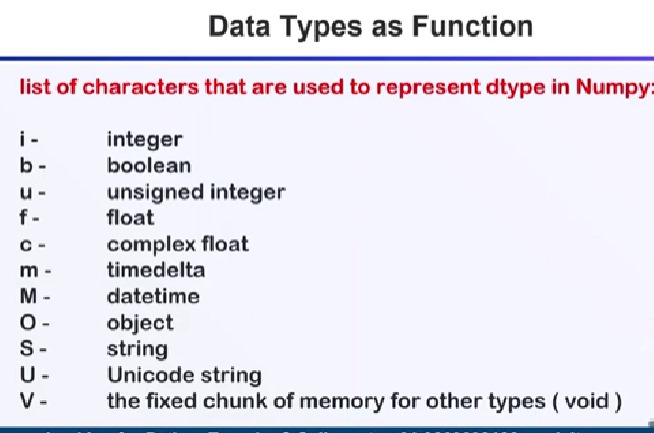 Data Types as Function
list of characters that are used to represent dtype in Numpy:
i - integer
b - boolean
u - unsigned integer
f - float
c - complex float
m - timedelta
M - datetime
O - object
S - string
U - Unicode string
V - the fixed chunk of memory for other types ( void )